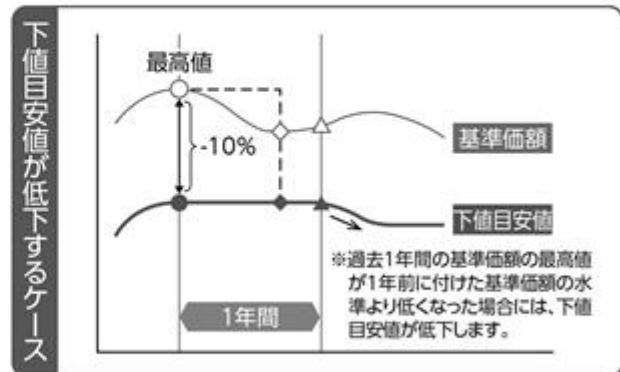 下値目安値が低下するケース
最高値
-10%
基準価額
下値目安値
※過去1年間の基準価額の最高値
が1年前に付けた基準価額の水
準より低くなった場合には、下値
目安値が低下します。
1年間